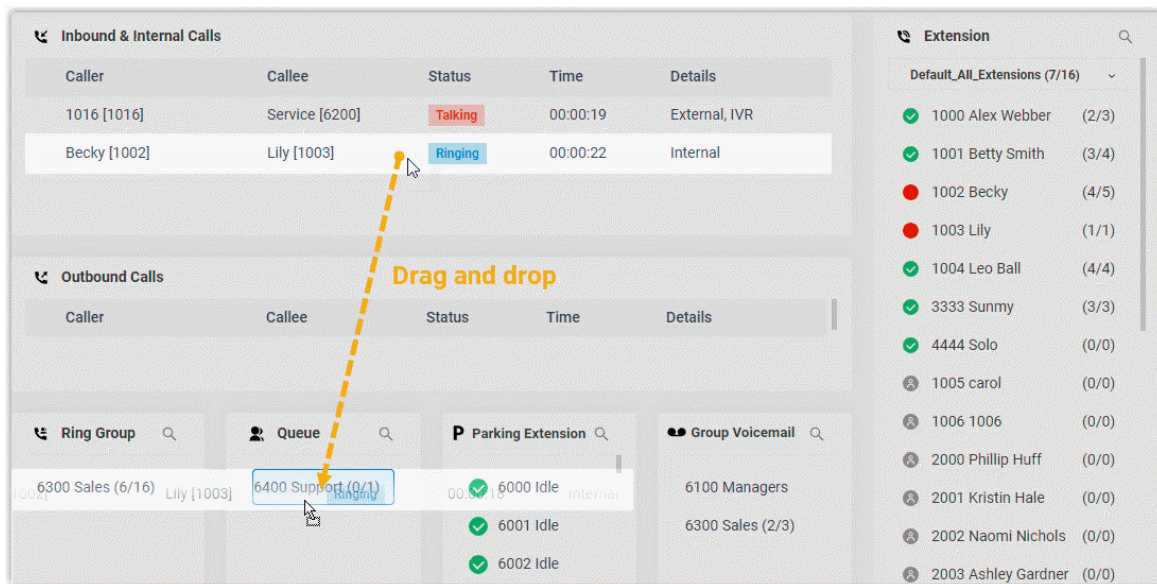 Inbound & Internal Calls
Caller Callee Status Time Details
1016 [1016] Service [6200] Talking 00:00:19 External, IVR
Becky [1002] Lily [1003] Ringing 00:00:22 Internal
Outbound Calls
Drag and drop
Caller Callee Status Time Details
Ring Group
6300 Sales (6/16)
Lily [1003]
Queue
6400 Support (0/1)
Ringing
Internal
P Parking Extension
6000 Idle
6001 Idle
6002 Idle
Group Voicemail
6100 Managers
6300 Sales (2/3)
Extension
Default_All_Extensions (7/16)
1000 Alex Webber (2/3)
1001 Betty Smith (3/4)
1002 Becky (4/5)
1003 Lily (1/1)
1004 Leo Ball (4/4)
3333 Sunmy (3/3)
4444 Solo (0/0)
1005 carol (0/0)
1006 1006 (0/0)
2000 Phillip Huff (0/0)
2001 Kristin Hale (0/0)
2002 Naomi Nichols (0/0)
2003 Ashley Gardner (0/0)